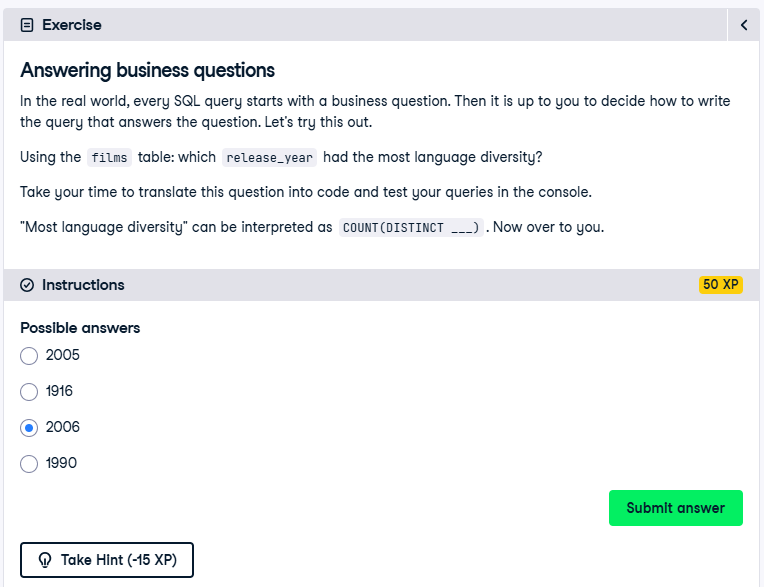 Exercise
Answering business questions
In the real world, every SQL query starts with a business question. Then it is up to you to decide how to write
the query that answers the question. Let's try this out.
Using the films table: which release_year had the most language diversity?
Take your time to translate this question into code and test your queries in the console.
"Most language diversity" can be interpreted as COUNT(DISTINCT ___). Now over to you.
Instructions 50 XP
Possible answers
2005
1916
2006
1990
Submit answer
Take Hint (-15 XP)